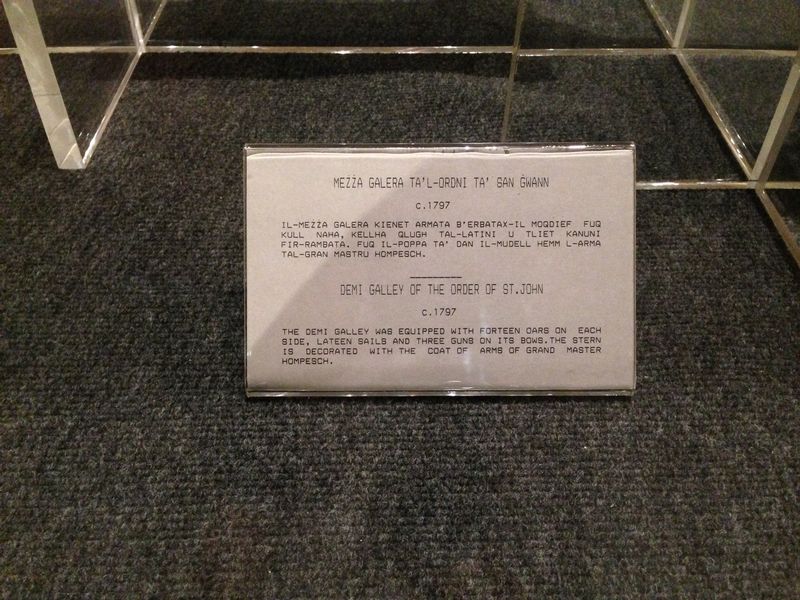 MEZZA GALERA TA'L-ORDNI TA' SAN ĠWANN
c.1797
IL-MEZZA GALERA KIENET ARMATA B'ERBATAX-IL MOQDIEF FUQ
KULL NAHA, KELLHA QLUGH TAL-LATINI U TLIET KANUNI
FIR-RAMBATA. FUQ IL-POPPA TA' DAN IL-MUDELL HEMM L-ARMA
TAL-GRAN MASTRU HOMPESCH.
DEMI GALLEY OF THE ORDER OF ST.JOHN
c.1797
THE DEMI GALLEY WAS EQUIPPED WITH FORTEEN OARS ON EACH
SIDE, LATEEN SAILS AND THREE GUNS ON ITS BOWS.THE STERN
IS DECORATED WITH THE COAT OF ARMS OF GRAND MASTER
HOMPESCH.